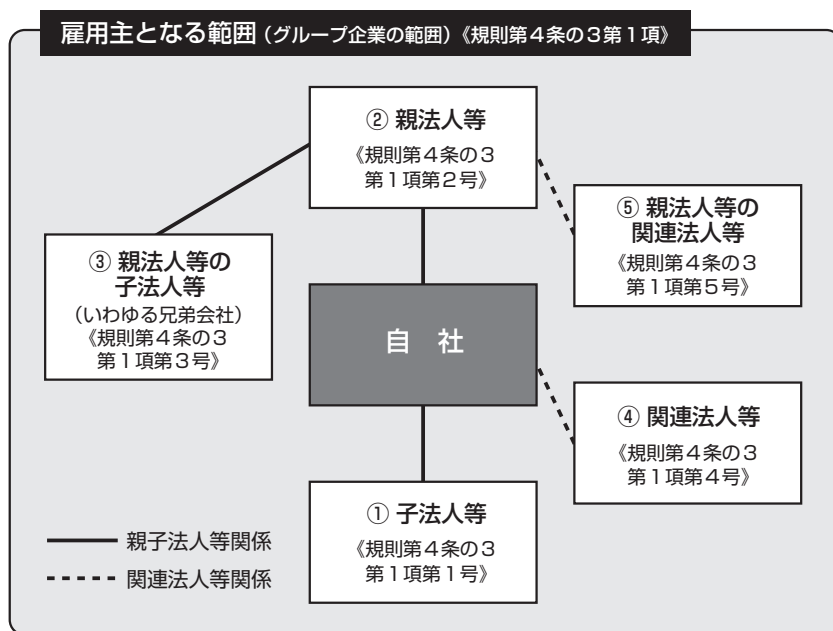 雇用主となる範囲（グループ企業の範囲）《規則第４条の３第１項》
② 親法人等
《規則第４条の３
第１項第２号》
⑤ 親法人等の
関連法人等
《規則第４条の３
第１項第５号》
③ 親法人等の
子法人等
（いわゆる兄弟会社）
《規則第４条の３
第１項第３号》
自 社
④ 関連法人等
《規則第４条の３
第１項第４号》
① 子法人等
《規則第４条の３
第１項第１号》
親子法人等関係
関連法人等関係